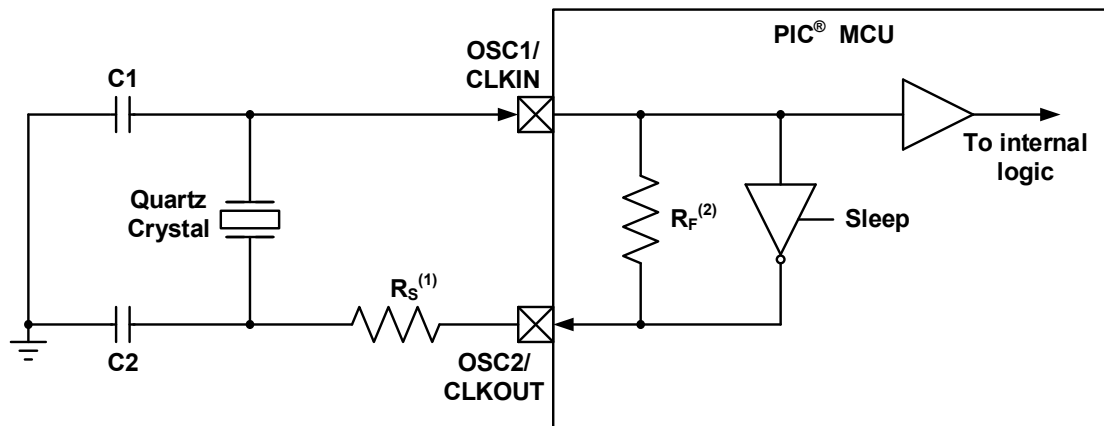 PIC® MCU
OSC1/
CLKIN
C1
To internal
logic
Quartz
Crystal
RF(2)
Sleep
RS(1)
C2
OSC2/
CLKOUT